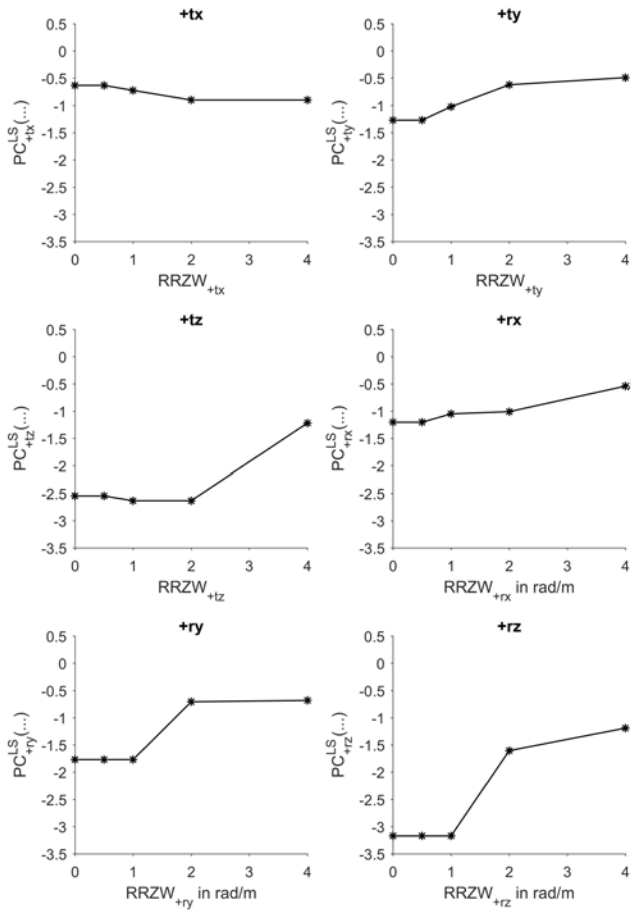 +tx
0.5
0
-0.5
-1
-1.5
-2
-2.5
-3
-3.5
PC^LS_+tx(...)
0 1 2 3 4
RRZW_+tx
+ty
0.5
0
-0.5
-1
-1.5
-2
-2.5
-3
-3.5
PC^LS_+ty(...)
0 1 2 3 4
RRZW_+ty
+tz
0.5
0
-0.5
-1
-1.5
-2
-2.5
-3
-3.5
PC^LS_+tz(...)
0 1 2 3 4
RRZW_+tz
+rx
0.5
0
-0.5
-1
-1.5
-2
-2.5
-3
-3.5
PC^LS_+rx(...)
0 1 2 3 4
RRZW_+rx in rad/m
+ry
0.5
0
-0.5
-1
-1.5
-2
-2.5
-3
-3.5
PC^LS_+ry(...)
0 1 2 3 4
RRZW_+ry in rad/m
+rz
0.5
0
-0.5
-1
-1.5
-2
-2.5
-3
-3.5
PC^LS_+rz(...)
0 1 2 3 4
RRZW_+rz in rad/m